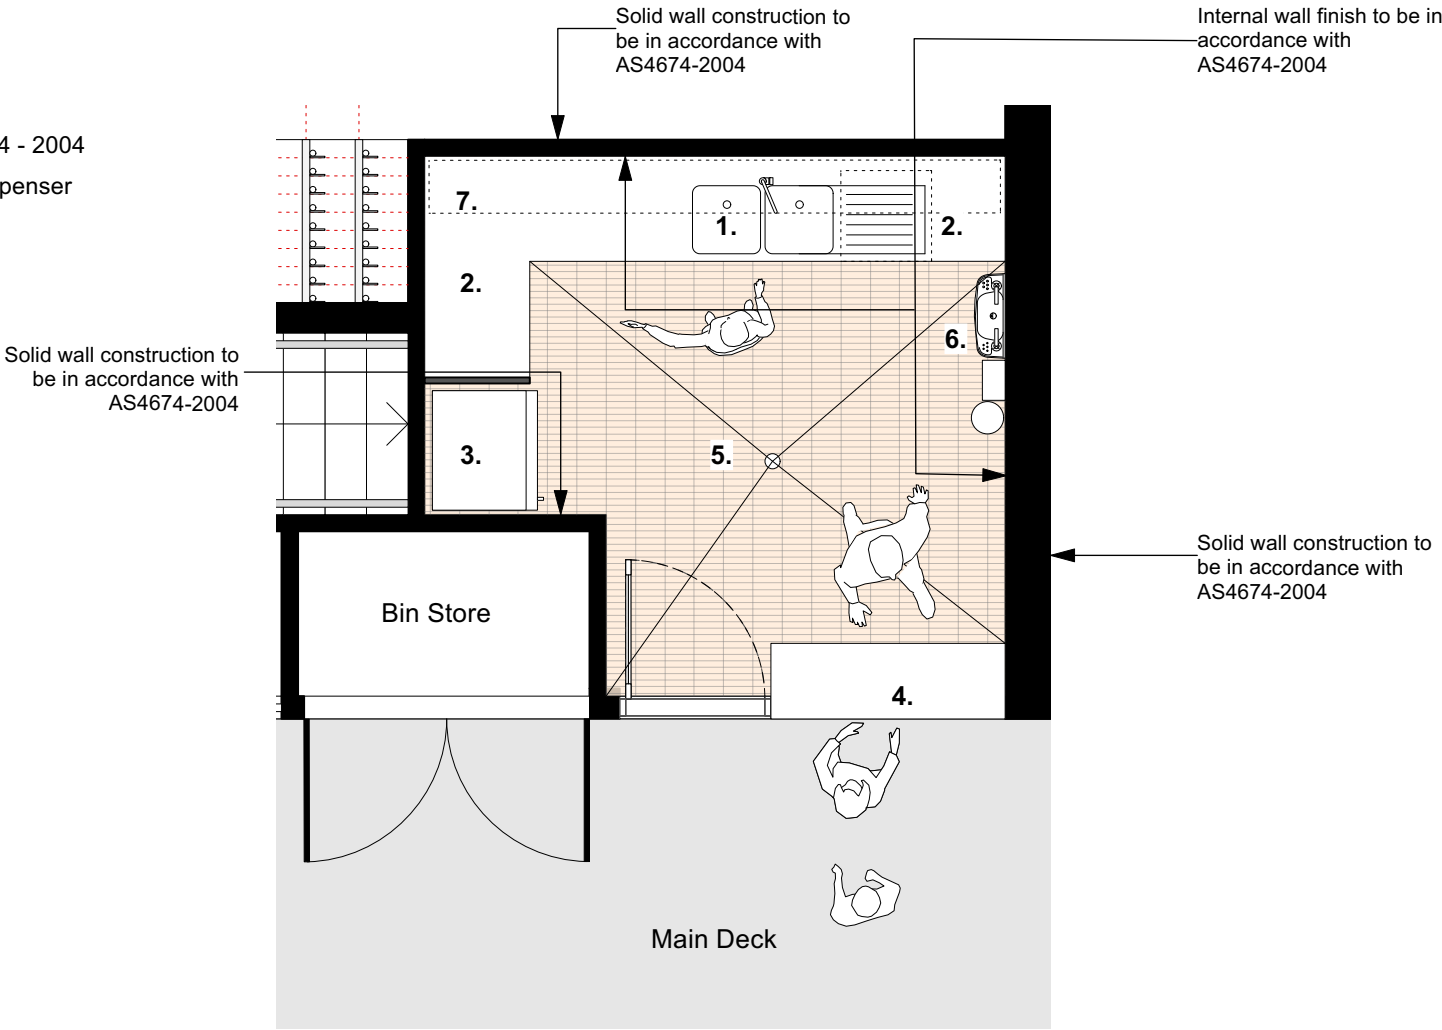 Solid wall construction to
be in accordance with
AS4674-2004
Internal wall finish to be in
accordance with
AS4674-2004
4 - 2004
penser
7.
1.
2.
2.
6.
Solid wall construction to
be in accordance with
AS4674-2004
3.
5.
Solid wall construction to
be in accordance with
AS4674-2004
Bin Store
4.
Main Deck